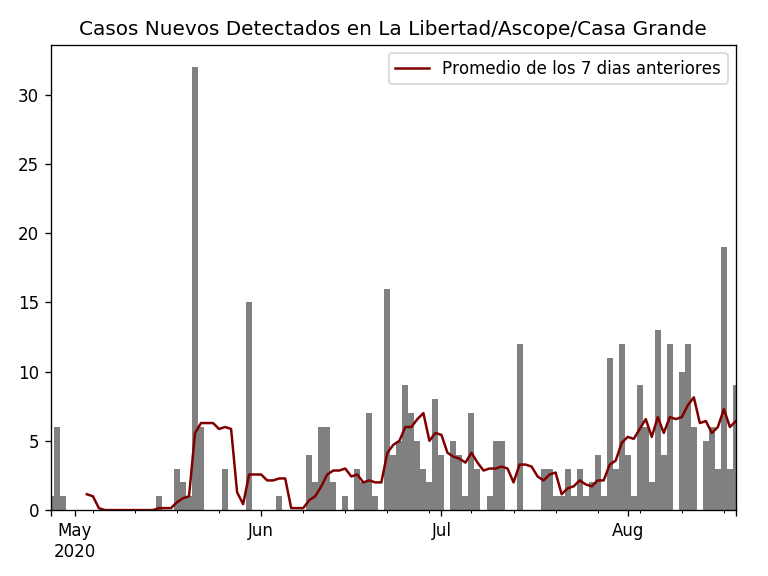 Casos Nuevos Detectados en La Libertad/Ascope/Casa Grande
Promedio de los 7 dias anteriores
30
25
20
15
10
5
0
May Jun Jul Aug
2020